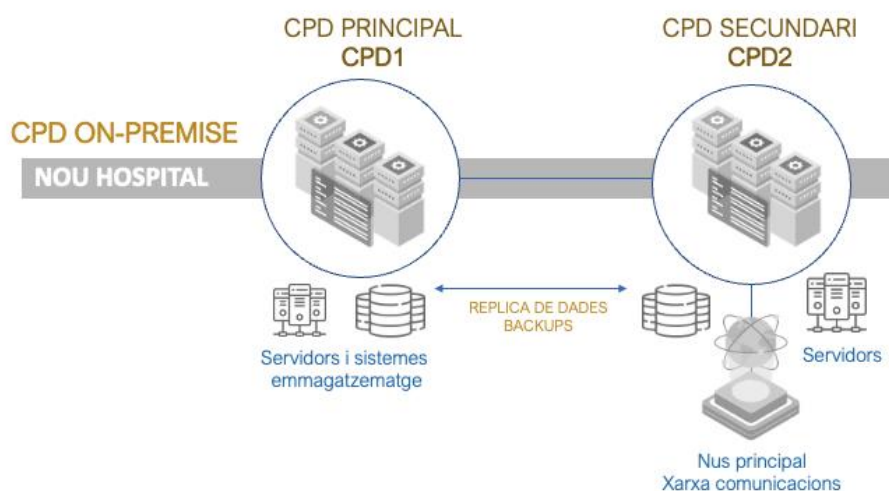 CPD PRINCIPAL
CPD1
CPD SECUNDARI
CPD2
CPD ON-PREMISE
NOU HOSPITAL
REPLICA DE DADES
BACKUPS
Servidors i sistemes
emmagatzematge
Servidors
Nus principal
Xarxa comunicacions